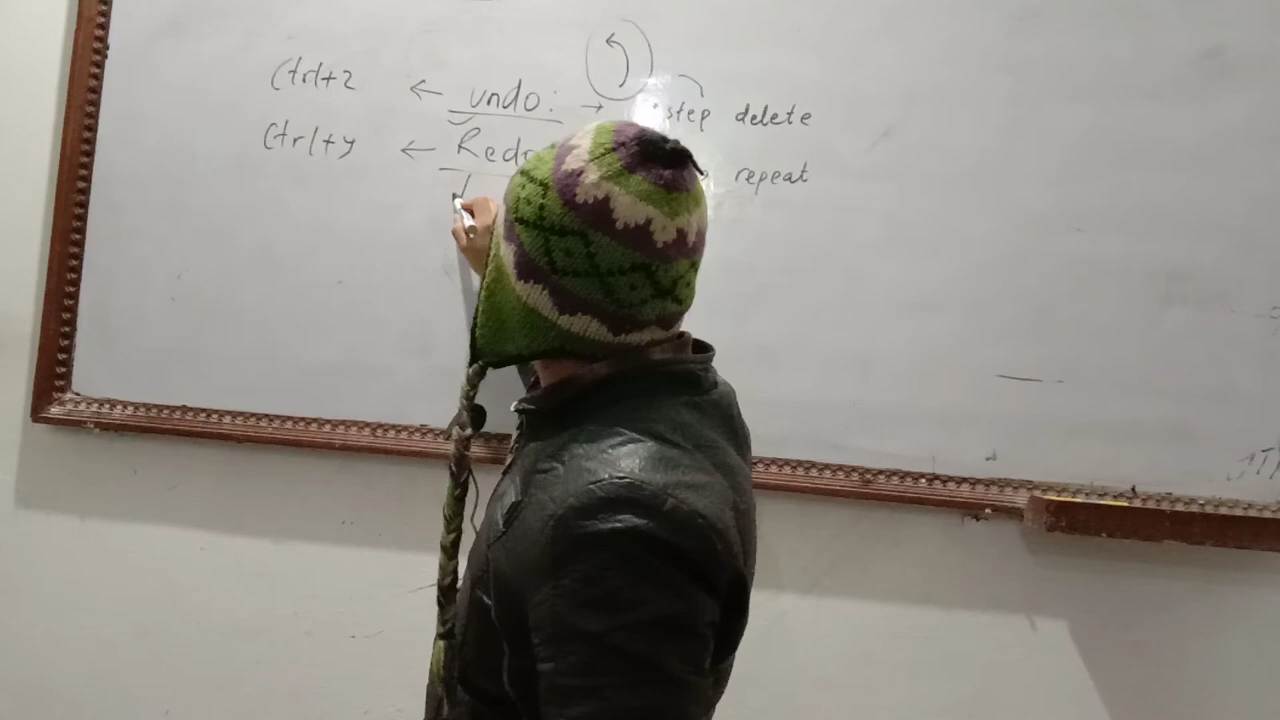 Ctrl+z ← undo: → step delete
Ctrl+y ← Redo repeat